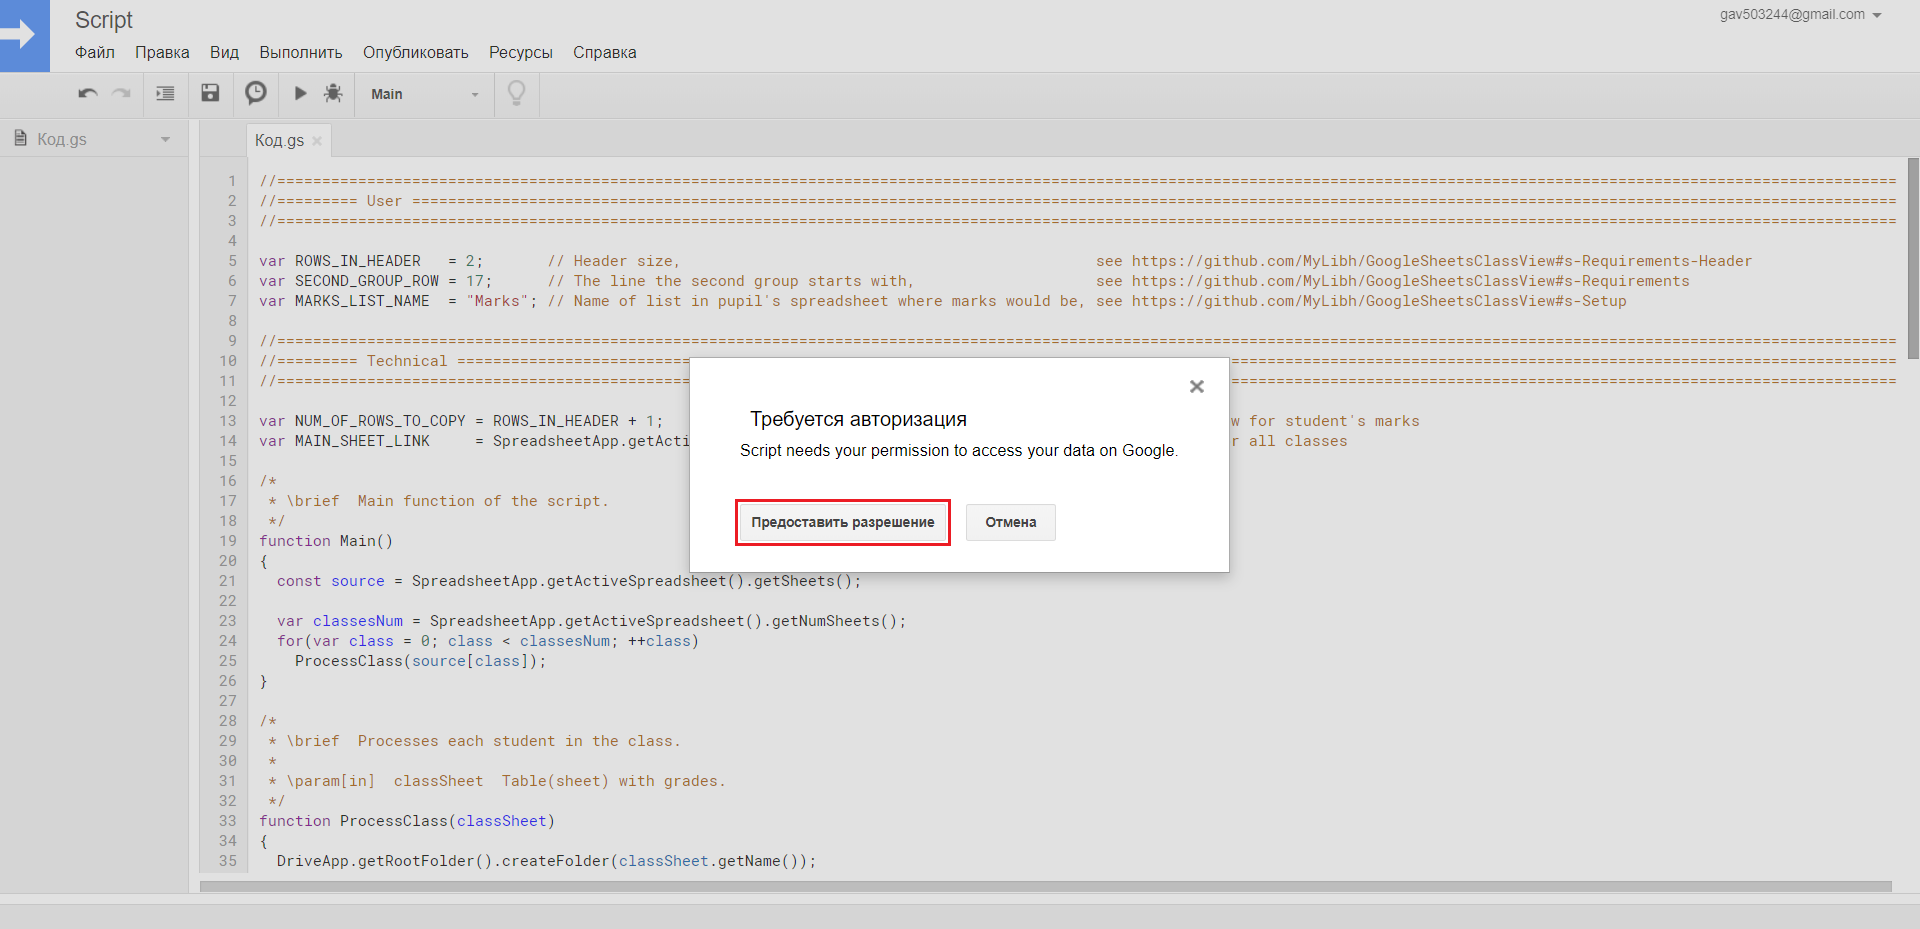 Script
gav503244@gmail.com
Файл Правка Вид Выполнить Опубликовать Ресурсы Справка
Main
Код.gs
Код.gs
1 //====================================================================================================================================================================================
2 //========= User =====================================================================================================================================================================
3 //====================================================================================================================================================================================
4
5 var ROWS_IN_HEADER   = 2;       // Header size,                                              see https://github.com/MyLibh/GoogleSheetsClassView#s-Requirements-Header
6 var SECOND_GROUP_ROW = 17;      // The line the second group starts with,                    see https://github.com/MyLibh/GoogleSheetsClassView#s-Requirements
7 var MARKS_LIST_NAME  = "Marks"; // Name of list in pupil's spreadsheet where marks would be, see https://github.com/MyLibh/GoogleSheetsClassView#s-Setup
8
9 //====================================================================================================================================================================================
10 //========= Technical ==========================
11 //==============================================
12
13 var NUM_OF_ROWS_TO_COPY = ROWS_IN_HEADER + 1; w for student's marks
14 var MAIN_SHEET_LINK     = SpreadsheetApp.getActi r all classes
15
16 /*
17  * \brief  Main function of the script.
18  */
19 function Main()
20 {
21   const source = SpreadsheetApp.getActiveSpreadsheet().getSheets();
22
23   var classesNum = SpreadsheetApp.getActiveSpreadsheet().getNumSheets();
24   for(var class = 0; class < classesNum; ++class)
25     ProcessClass(source[class]);
26 }
27
28 /*
29  * \brief  Processes each student in the class.
30  *
31  * \param[in]  classSheet  Table(sheet) with grades.
32  */
33 function ProcessClass(classSheet)
34 {
35   DriveApp.getRootFolder().createFolder(classSheet.getName());
Требуется авторизация
Script needs your permission to access your data on Google.
Предоставить разрешение Отмена